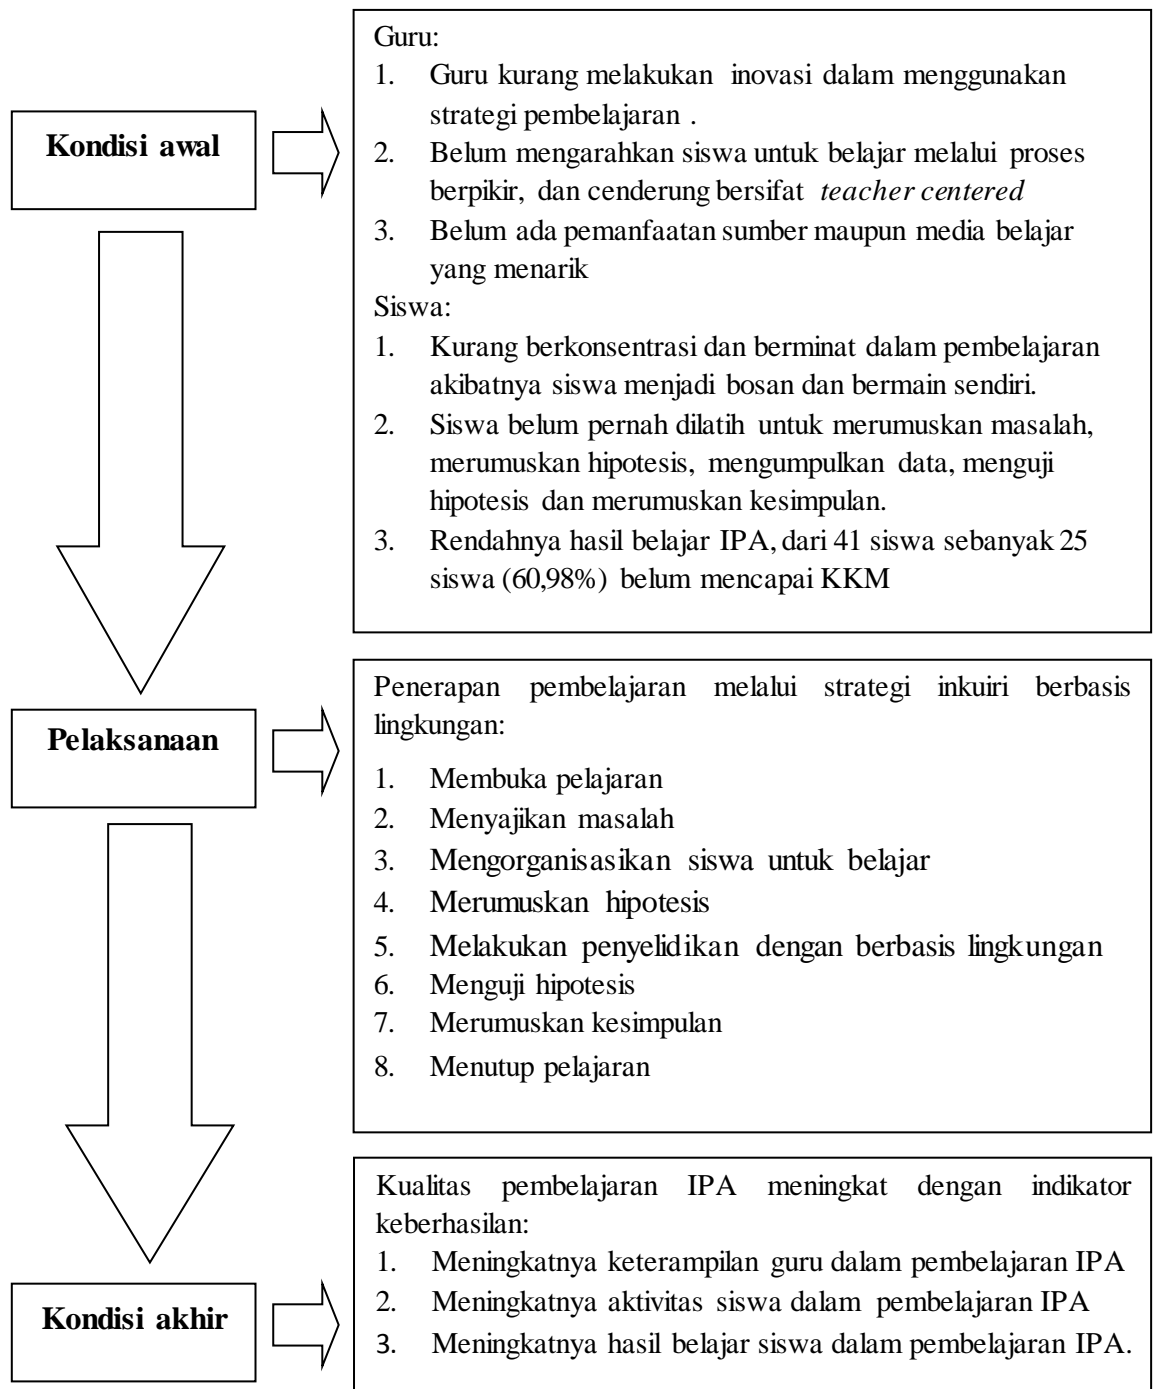 Kondisi awal
Guru:
1. Guru kurang melakukan inovasi dalam menggunakan
strategi pembelajaran .
2. Belum mengarahkan siswa untuk belajar melalui proses
berpikir, dan cenderung bersifat teacher centered
3. Belum ada pemanfaatan sumber maupun media belajar
yang menarik
Siswa:
1. Kurang berkonsentrasi dan berminat dalam pembelajaran
akibatnya siswa menjadi bosan dan bermain sendiri.
2. Siswa belum pernah dilatih untuk merumuskan masalah,
merumuskan hipotesis, mengumpulkan data, menguji
hipotesis dan merumuskan kesimpulan.
3. Rendahnya hasil belajar IPA, dari 41 siswa sebanyak 25
siswa (60,98%) belum mencapai KKM
Pelaksanaan
Penerapan pembelajaran melalui strategi inkuiri berbasis
lingkungan:
1. Membuka pelajaran
2. Menyajikan masalah
3. Mengorganisasikan siswa untuk belajar
4. Merumuskan hipotesis
5. Melakukan penyelidikan dengan berbasis lingkungan
6. Menguji hipotesis
7. Merumuskan kesimpulan
8. Menutup pelajaran
Kondisi akhir
Kualitas pembelajaran IPA meningkat dengan indikator
keberhasilan:
1. Meningkatnya keterampilan guru dalam pembelajaran IPA
2. Meningkatnya aktivitas siswa dalam pembelajaran IPA
3. Meningkatnya hasil belajar siswa dalam pembelajaran IPA.